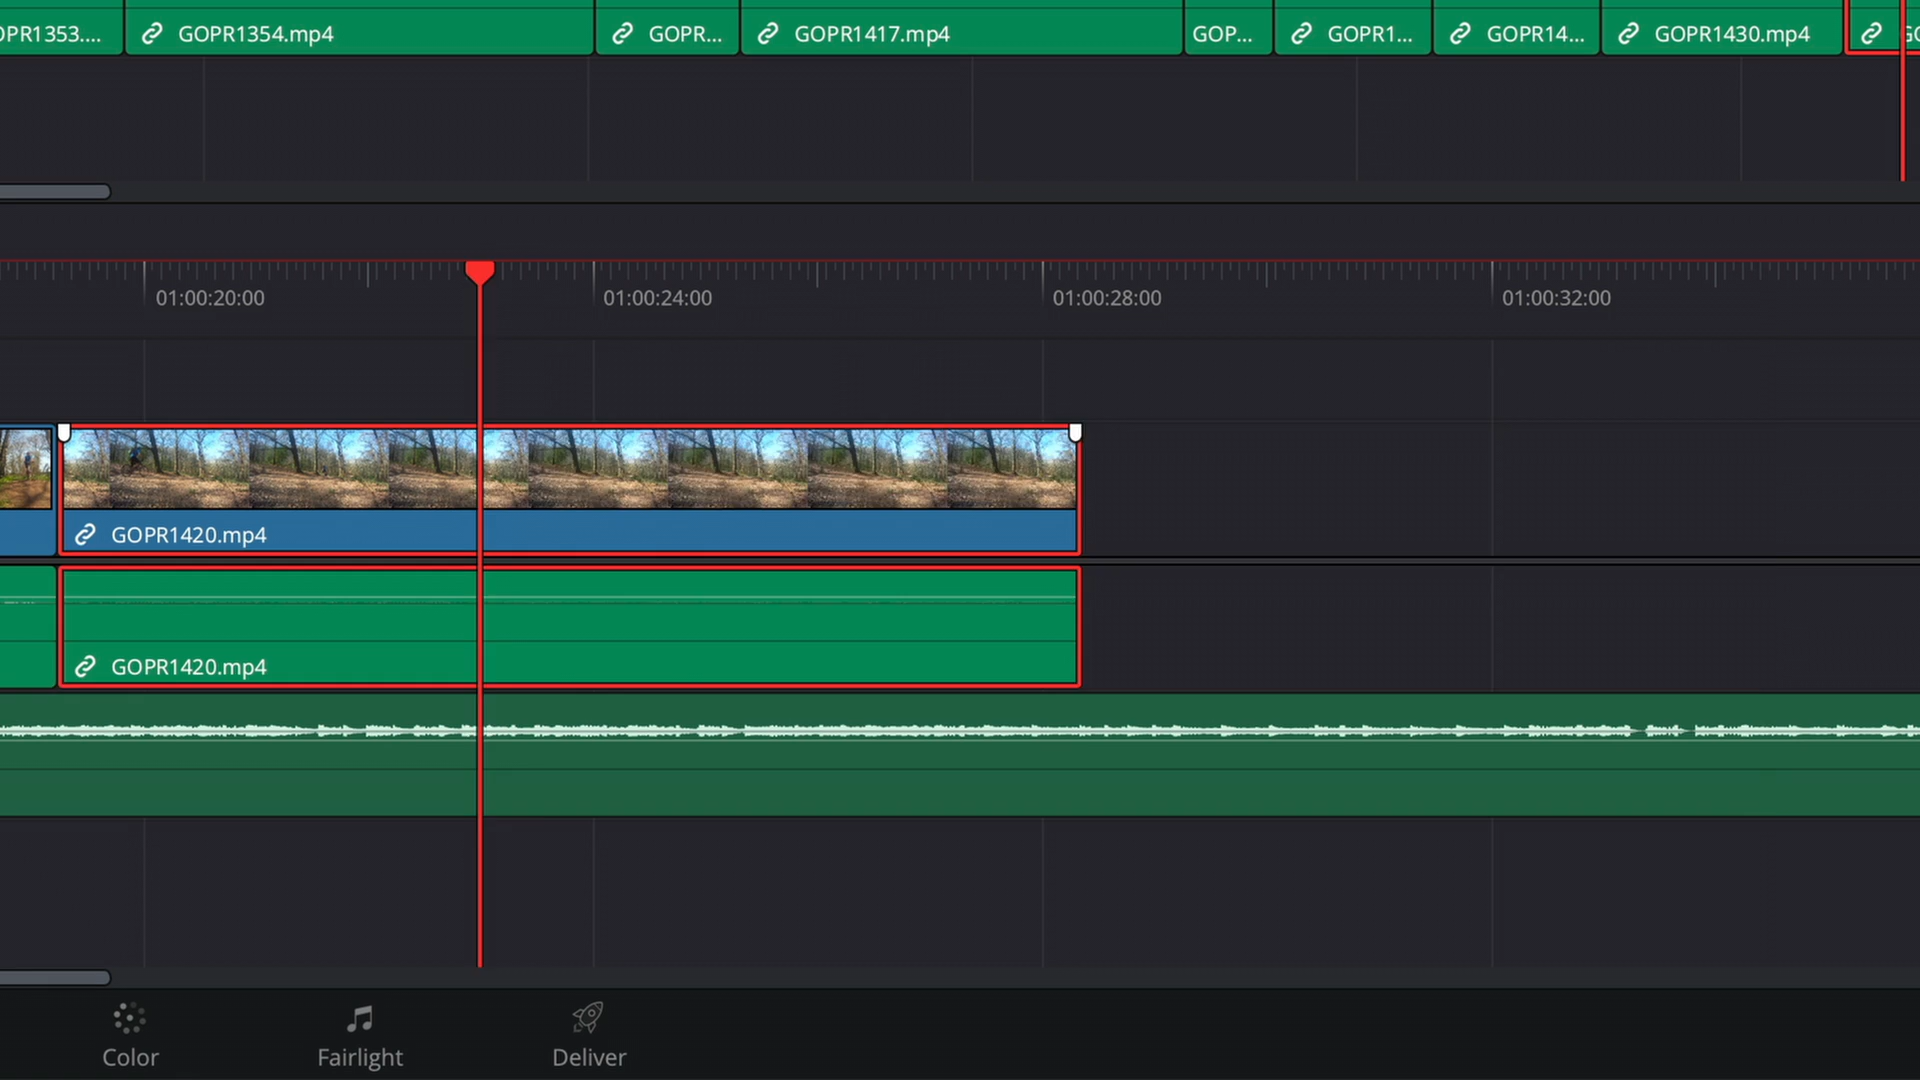 OPR1353....
GOPR1354.mp4
GOPR...
GOPR1417.mp4
GOP...
GOPR1...
GOPR14...
GOPR1430.mp4
01:00:20:00
01:00:24:00
01:00:28:00
01:00:32:00
GOPR1420.mp4
GOPR1420.mp4
Color
Fairlight
Deliver